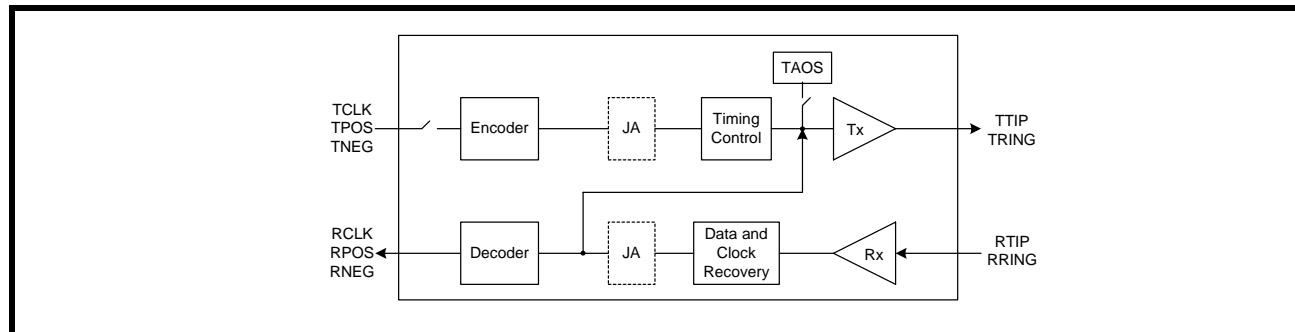 TAOS
TCLK
TPOS
TNEG
Encoder
JA
Timing
Control
Tx
TTIP
TRING
RCLK
RPOS
RNEG
Decoder
JA
Data and
Clock
Recovery
Rx
RTIP
RRING